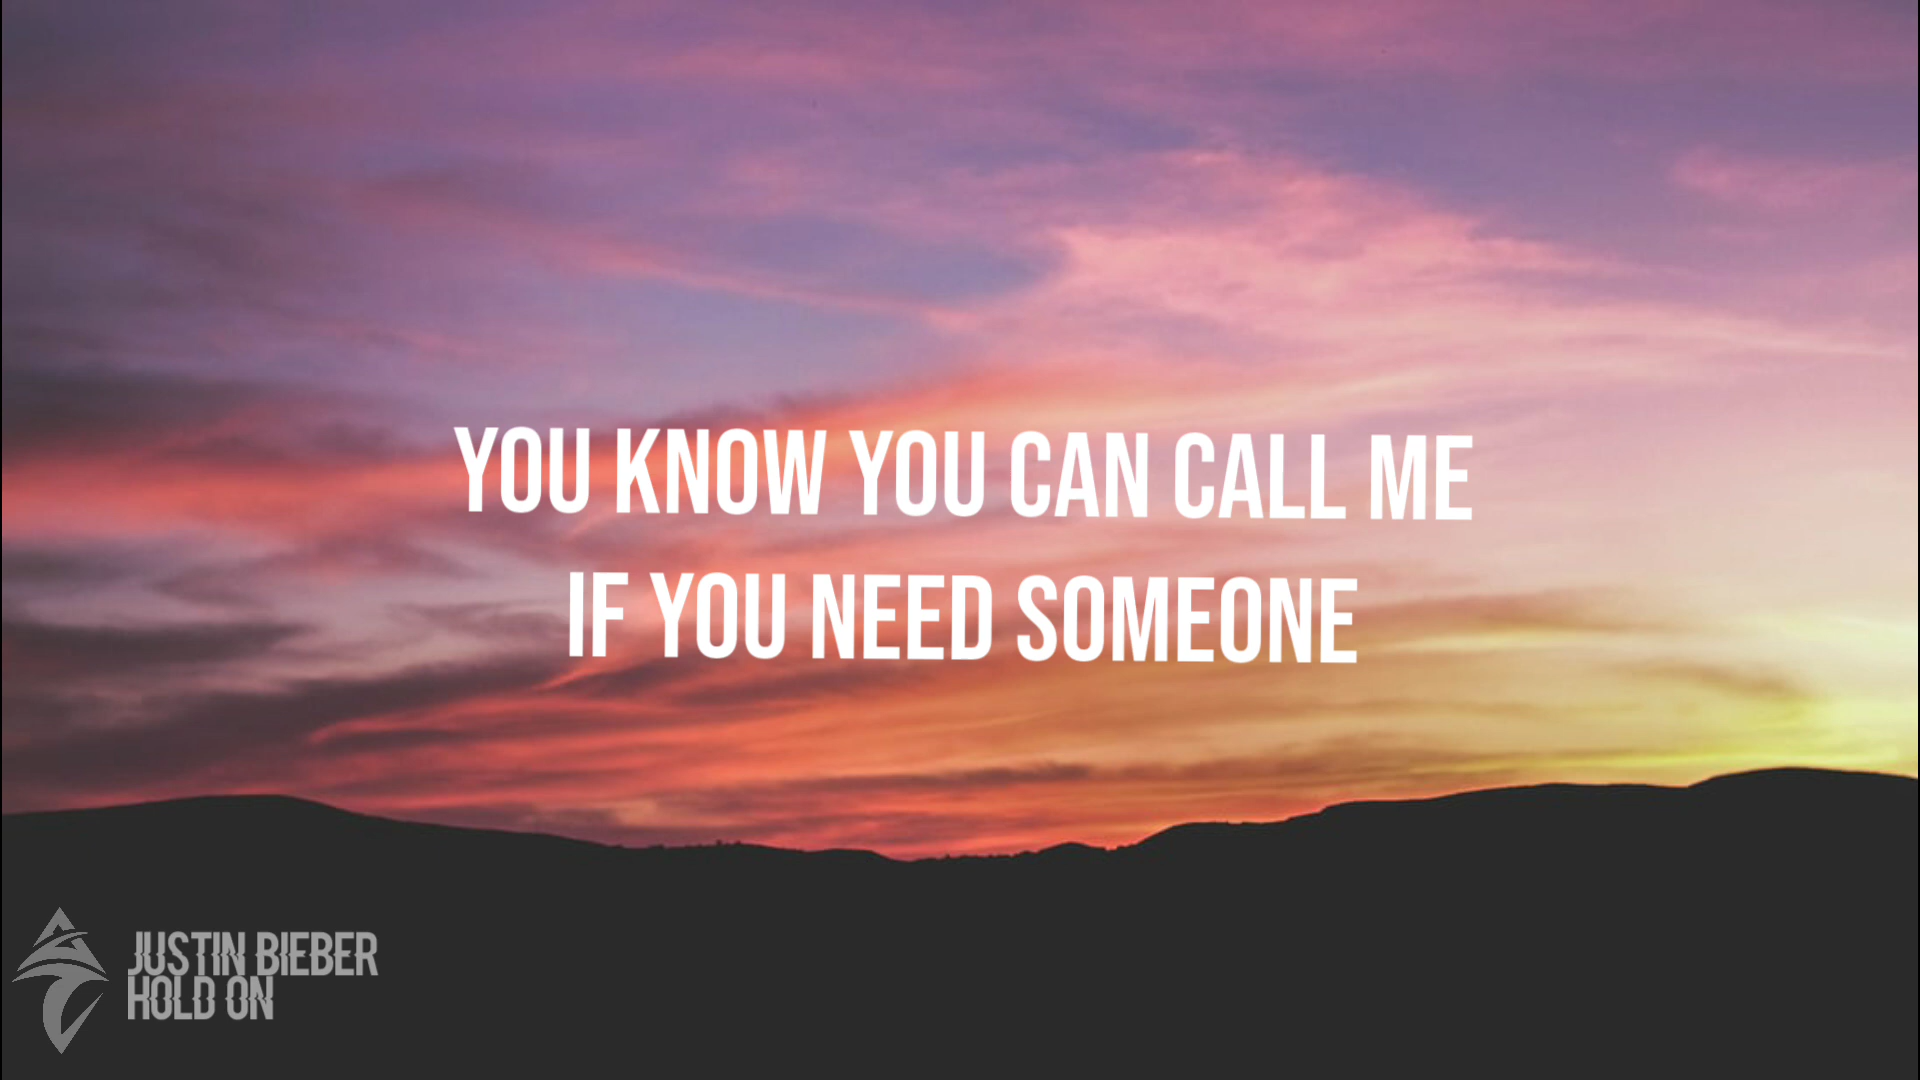 YOU KNOW YOU CAN CALL ME
IF YOU NEED SOMEONE
JUSTIN BIEBER
HOLD ON